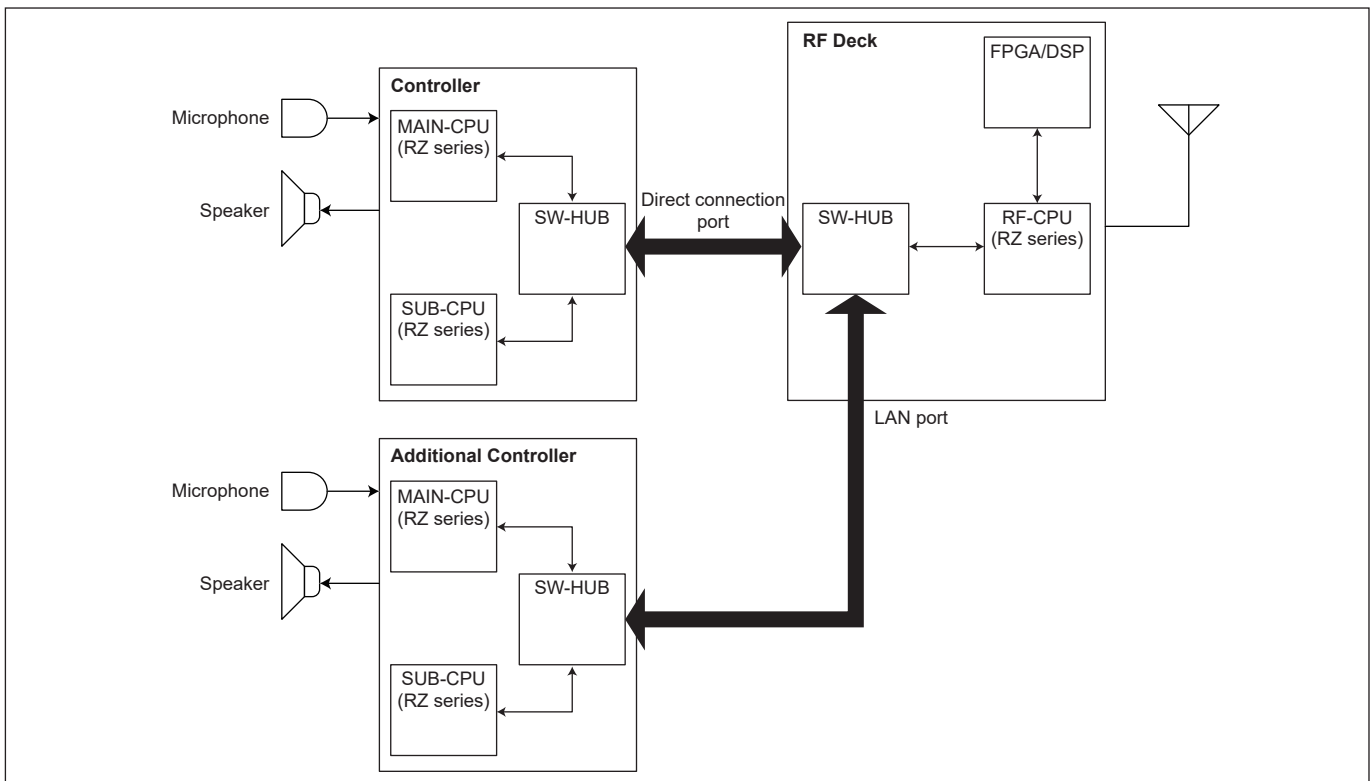 Controller
Microphone
MAIN-CPU
(RZ series)
Speaker
SW-HUB
SUB-CPU
(RZ series)
Direct connection
port
RF Deck
FPGA/DSP
SW-HUB
RF-CPU
(RZ series)
LAN port
Additional Controller
Microphone
MAIN-CPU
(RZ series)
Speaker
SW-HUB
SUB-CPU
(RZ series)